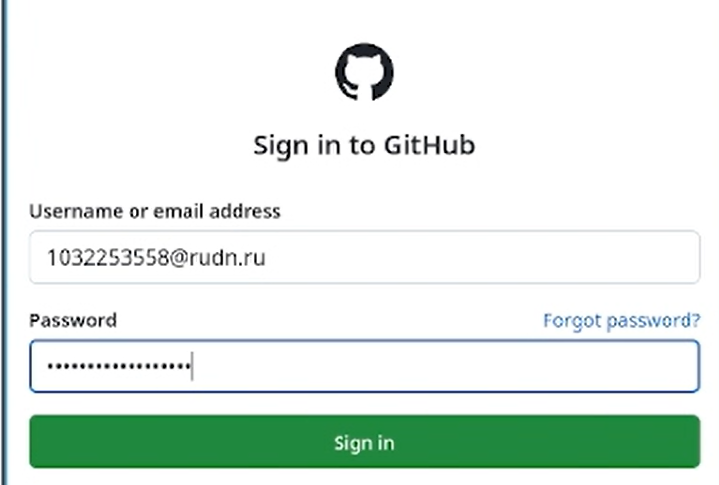 Sign in to GitHub
Username or email address
1032253558@rudn.ru
Password Forgot password?
••••••••••••••••••
Sign in